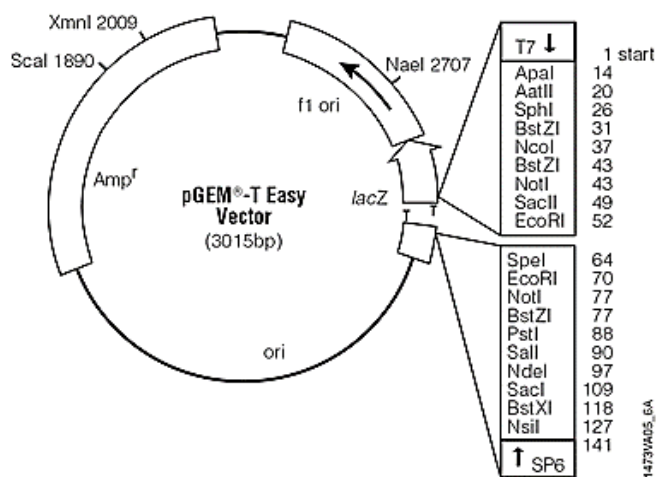 XmnI 2009
ScaI 1890
NaeI 2707
f1 ori
Ampr
pGEM®-T Easy
Vector
(3015bp)
lacZ
T T
ori
T7 ↓
1 start
ApaI 14
AatII 20
SphI 26
BstZI 31
NcoI 37
BstZI 43
NotI 43
SacII 49
EcoRI 52
SpeI 64
EcoRI 70
NotI 77
BstZI 77
PstI 88
SalI 90
NdeI 97
SacI 109
BstXI 118
NsiI 127
141
↑ SP6
1473VA05_6A